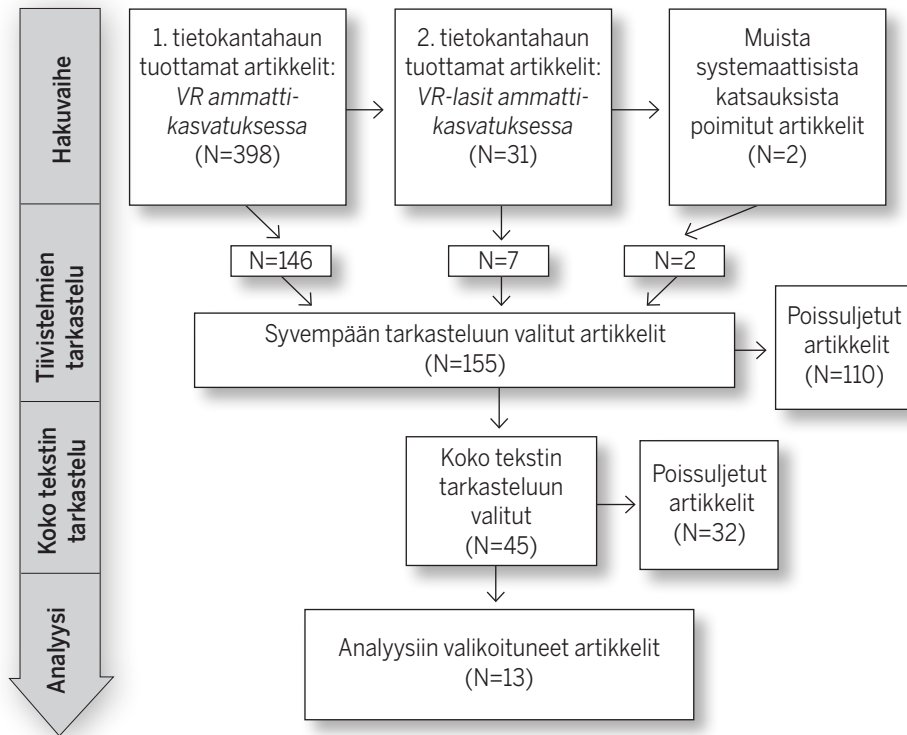 Hakuvaihe
1. tietokantahaun
tuottamat artikkelit:
VR ammatti-
kasvatuksessa
(N=398)
2. tietokantahaun
tuottamat artikkelit:
VR-lasit ammatti-
kasvatuksessa
(N=31)
Muista
systemaattisista
katsauksista
poimitut artikkelit
(N=2)
Tiivistelmien
tarkastelu
N=146
N=7
N=2
Syvempään tarkasteluun valitut artikkelit
(N=155)
Poissuljetut
artikkelit
(N=110)
Koko tekstin
tarkastelu
Koko tekstin
tarkasteluun
valitut
(N=45)
Poissuljetut
artikkelit
(N=32)
Analyysi
Analyysiin valikoituneet artikkelit
(N=13)